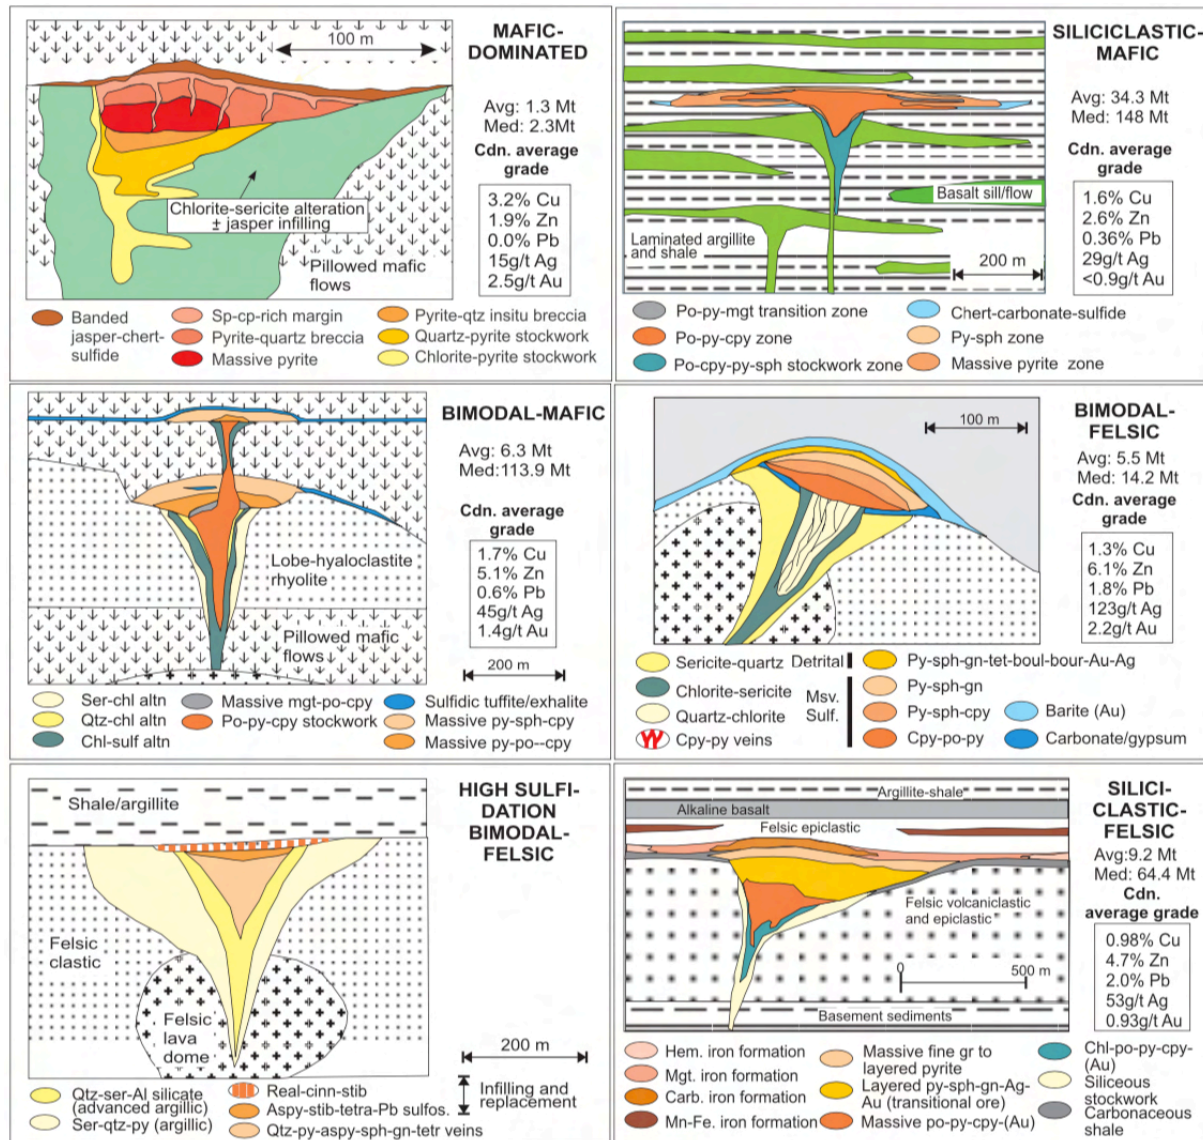 MAFIC-
DOMINATED
100 m
Avg: 1.3 Mt
Med: 2.3Mt
Cdn. average
grade
3.2% Cu
1.9% Zn
0.0% Pb
15g/t Ag
2.5g/t Au
Chlorite-sericite alteration
± jasper infilling
Pillowed mafic
flows
Banded
jasper-chert-
sulfide
Sp-cp-rich margin
Pyrite-quartz breccia
Massive pyrite
Pyrite-qtz insitu breccia
Quartz-pyrite stockwork
Chlorite-pyrite stockwork
SILICICLASTIC-
MAFIC
Avg: 34.3 Mt
Med: 148 Mt
Cdn. average
grade
1.6% Cu
2.6% Zn
0.36% Pb
29g/t Ag
<0.9g/t Au
Basalt sill/flow
Laminated argillite
and shale
200 m
Po-py-mgt transition zone
Po-py-cpy zone
Po-cpy-py-sph stockwork zone
Chert-carbonate-sulfide
Py-sph zone
Massive pyrite zone
BIMODAL-MAFIC
Avg: 6.3 Mt
Med:113.9 Mt
Cdn. average
grade
1.7% Cu
5.1% Zn
0.6% Pb
45g/t Ag
1.4g/t Au
Lobe-hyaloclastite
rhyolite
Pillowed mafic
flows
200 m
Ser-chl altn
Qtz-chl altn
Chl-sulf altn
Massive mgt-po-cpy
Po-py-cpy stockwork
Sulfidic tuffite/exhalite
Massive py-sph-cpy
Massive py-po--cpy
BIMODAL-
FELSIC
100 m
Avg: 5.5 Mt
Med: 14.2 Mt
Cdn. average
grade
1.3% Cu
6.1% Zn
1.8% Pb
123g/t Ag
2.2g/t Au
Sericite-quartz
Chlorite-sericite
Quartz-chlorite
Cpy-py veins
Detrital
Msv.
Sulf.
Py-sph-gn-tet-boul-bour-Au-Ag
Py-sph-gn
Py-sph-cpy
Cpy-po-py
Barite (Au)
Carbonate/gypsum
HIGH SULFI-
DATION
BIMODAL-
FELSIC
Shale/argillite
Felsic
clastic
Felsic
lava
dome
200 m
Infilling and
replacement
Qtz-ser-Al silicate
(advanced argillic)
Ser-qtz-py (argillic)
Real-cinn-stib
Aspy-stib-tetra-Pb sulfos.
Qtz-py-aspy-sph-gn-tetr veins
SILICI-
CLASTIC-
FELSIC
Avg:9.2 Mt
Med: 64.4 Mt
Cdn.
average grade
0.98% Cu
4.7% Zn
2.0% Pb
53g/t Ag
0.93g/t Au
Argillite-shale
Alkaline basalt
Felsic epiclastic
Felsic volcaniclastic
and epiclastic
0 500 m
Basement sediments
Hem. iron formation
Mgt. iron formation
Carb. iron formation
Mn-Fe. iron formation
Massive fine gr to
layered pyrite
Layered py-sph-gn-Ag-
Au (transitional ore)
Massive po-py-cpy-(Au)
Chl-po-py-cpy-
(Au)
Siliceous
stockwork
Carbonaceous
shale